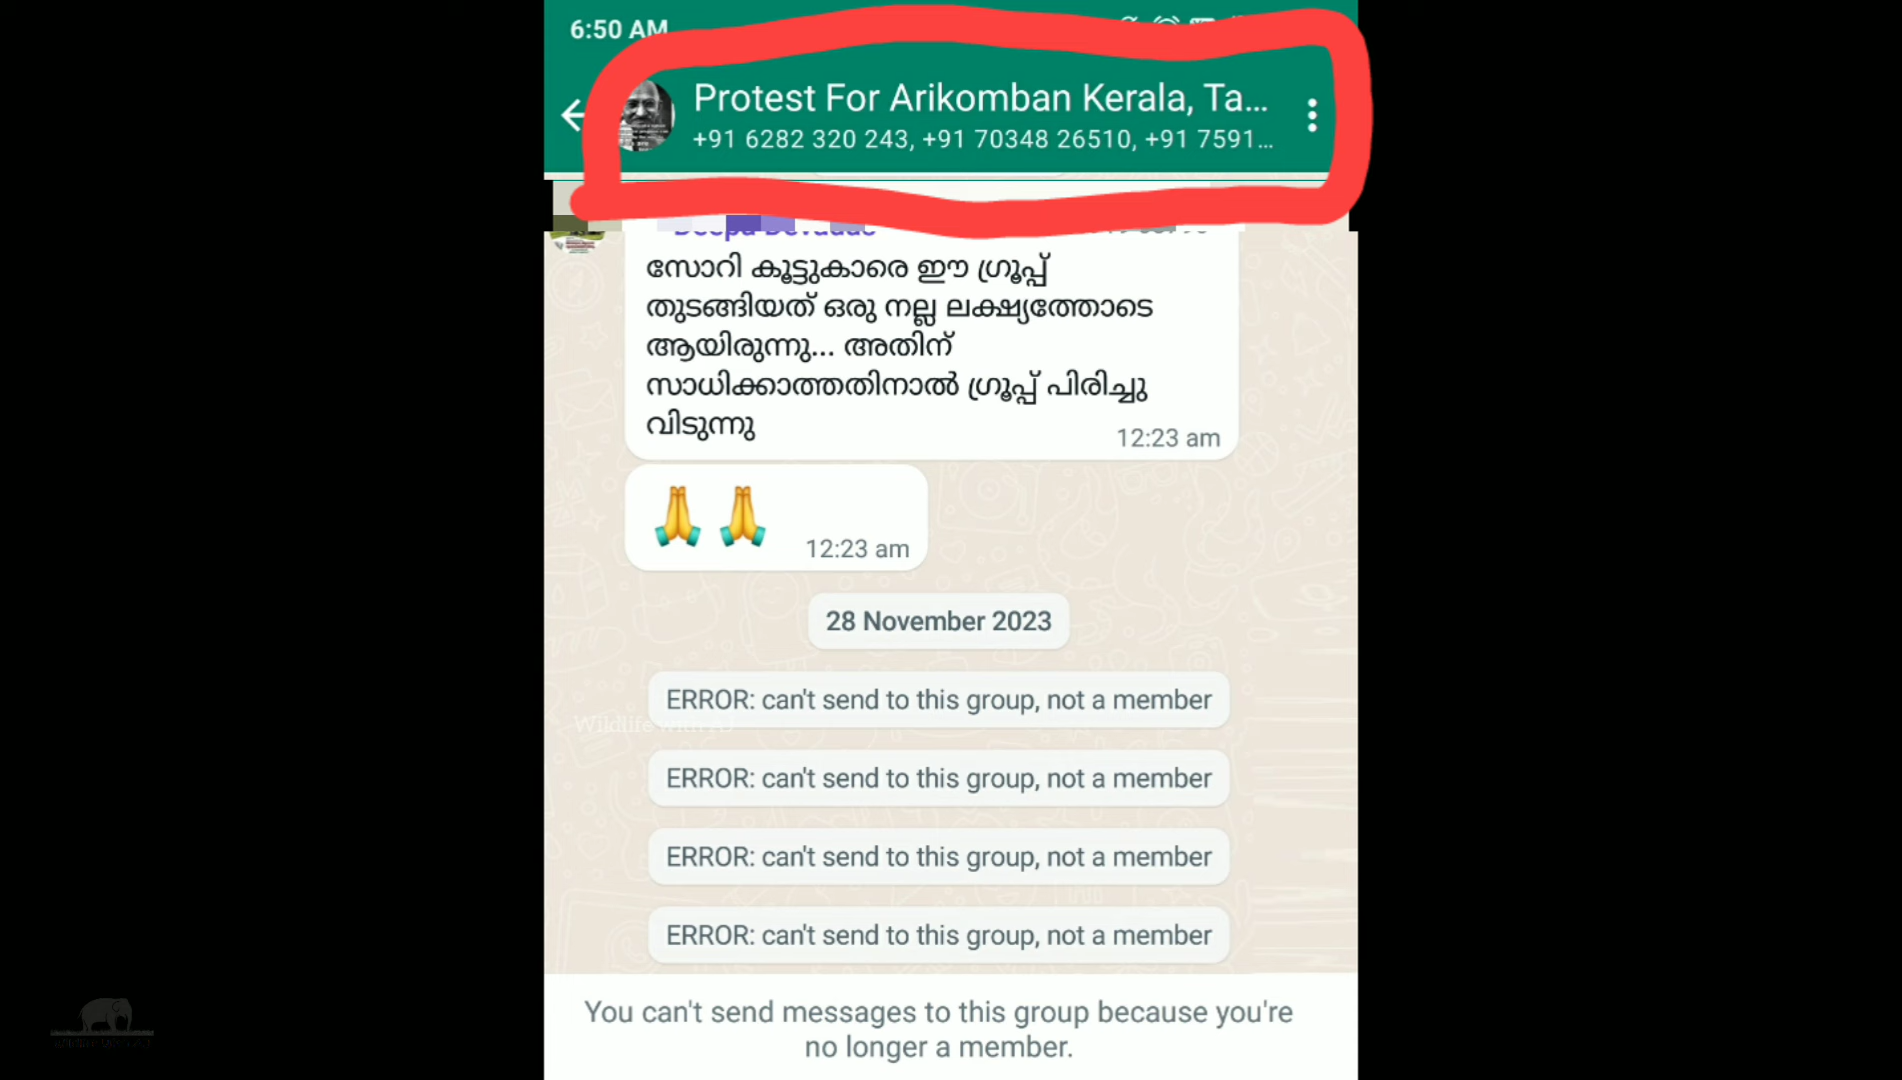 6:50 AM
Protest For Arikomban Kerala, Ta...
+91 6282 320 243, +91 70348 26510, +91 7591...
സോറി കൂട്ടുകാരെ ഈ ഗ്രൂപ്പ്
തുടങ്ങിയത് ഒരു നല്ല ലക്ഷ്യത്തോടെ
ആയിരുന്നു... അതിന്
സാധിക്കാത്തതിനാൽ ഗ്രൂപ്പ് പിരിച്ചു
വിടുന്നു
12:23 am
🙏 🙏
12:23 am
28 November 2023
ERROR: can't send to this group, not a member
Wildlife with AJ
ERROR: can't send to this group, not a member
ERROR: can't send to this group, not a member
ERROR: can't send to this group, not a member
You can't send messages to this group because you're
no longer a member.